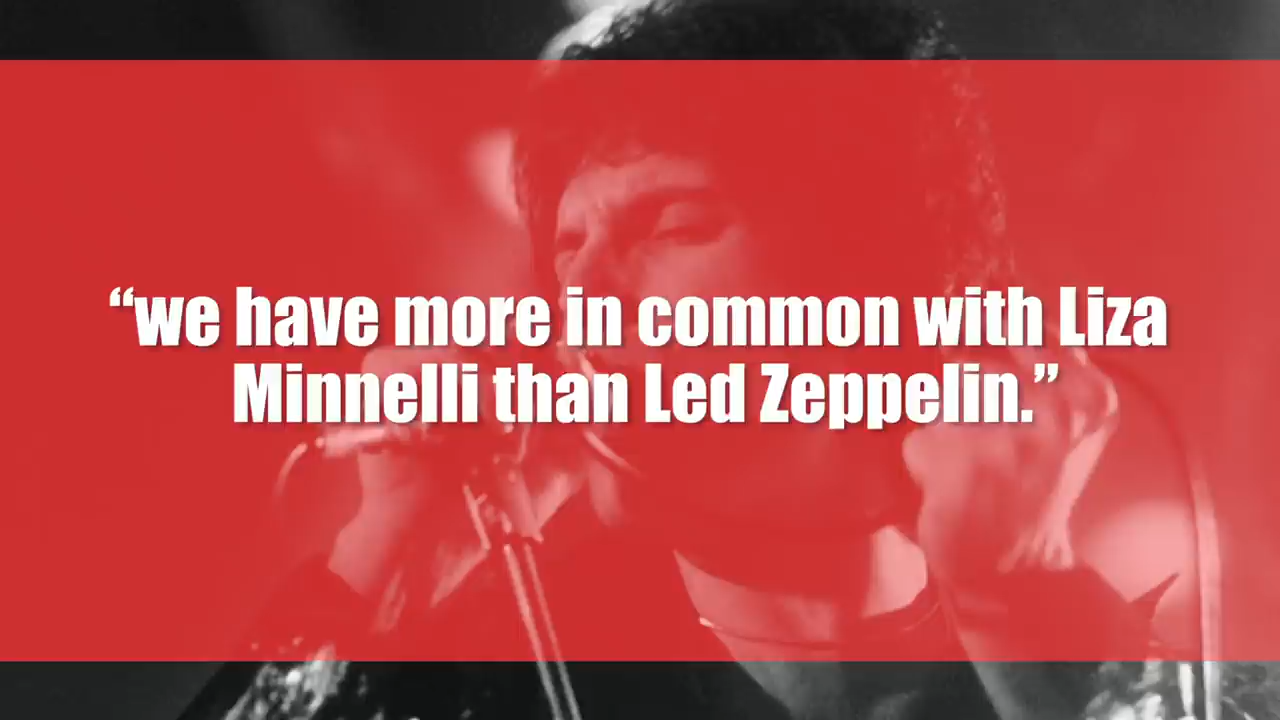 “we have more in common with Liza
Minnelli than Led Zeppelin.”